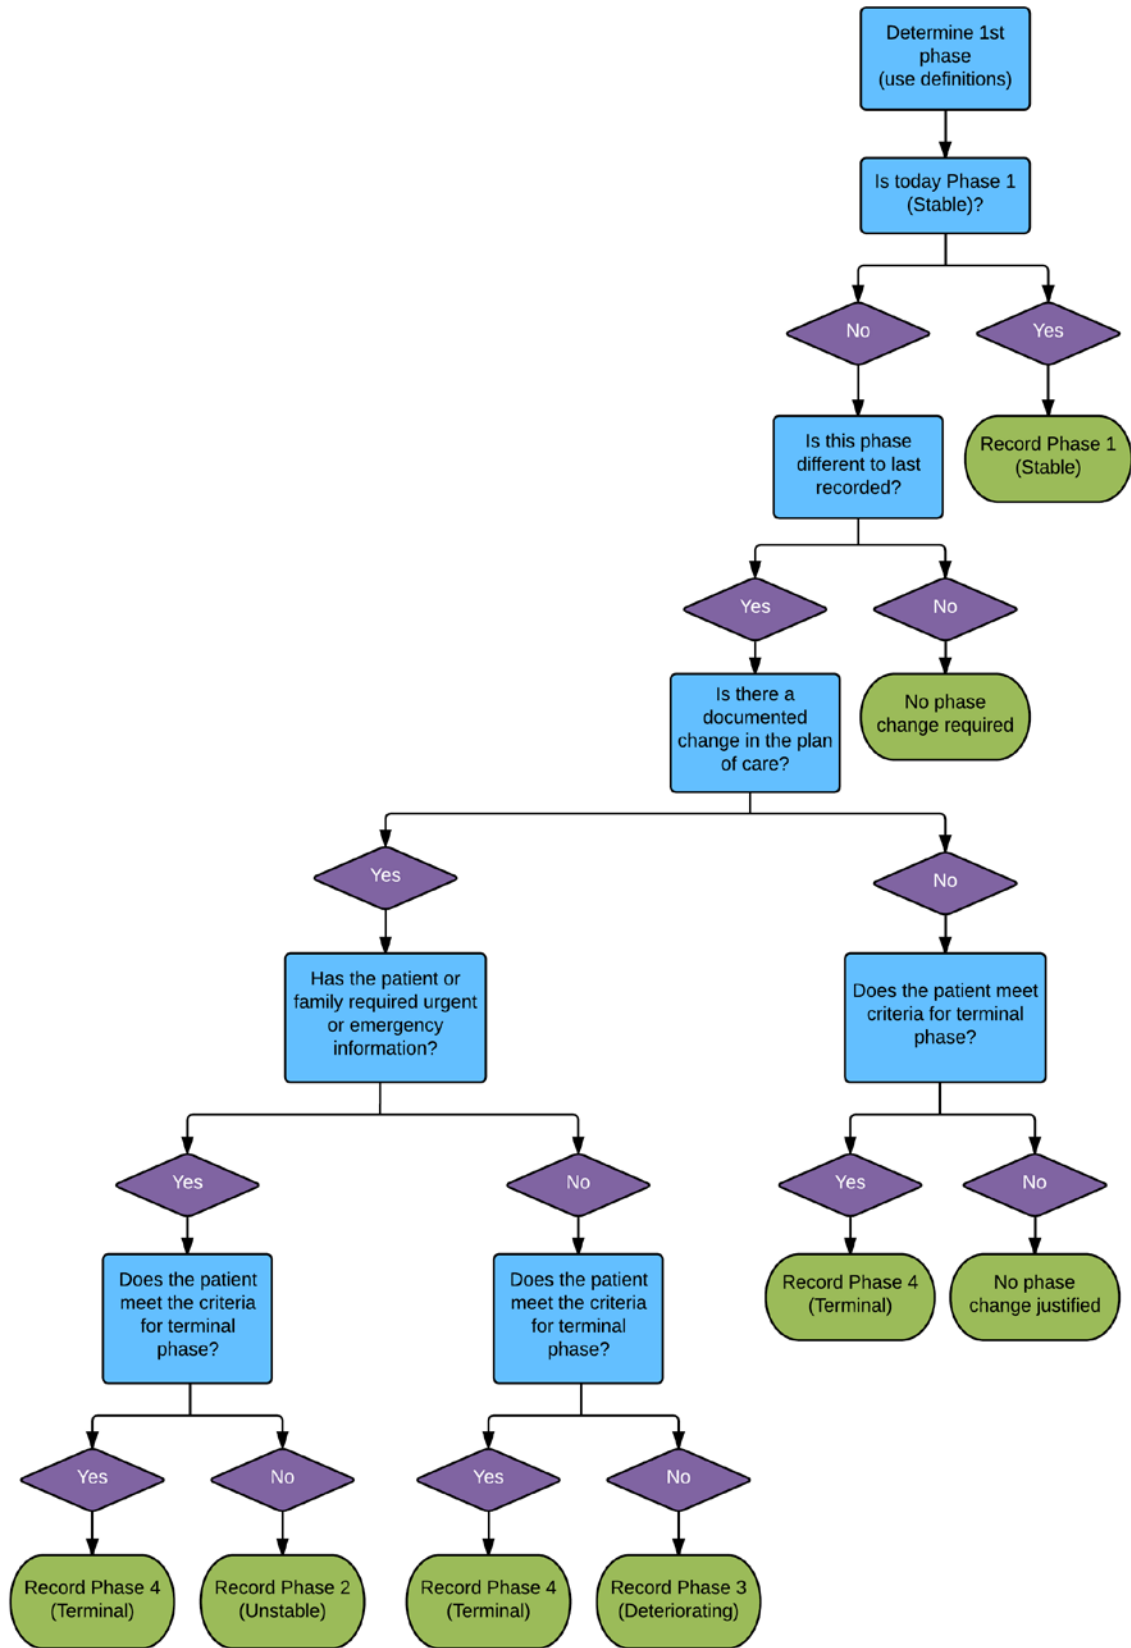 Determine 1st
phase
(use definitions)
Is today Phase 1
(Stable)?
No
Yes
Is this phase
different to last
recorded?
Record Phase 1
(Stable)
Yes
No
Is there a
documented
change in the plan
of care?
No phase
change required
Yes
No
Has the patient or
family required urgent
or emergency
information?
Does the patient meet
criteria for terminal
phase?
Yes
No
Yes
No
Does the patient
meet the criteria
for terminal
phase?
Does the patient
meet the criteria
for terminal
phase?
Record Phase 4
(Terminal)
No phase
change justified
Yes
No
Yes
No
Record Phase 4
(Terminal)
Record Phase 2
(Unstable)
Record Phase 4
(Terminal)
Record Phase 3
(Deteriorating)